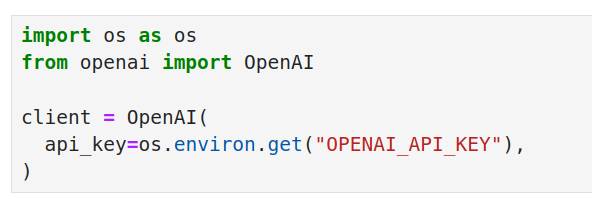 import os as os
from openai import OpenAI

client = OpenAI(
  api_key=os.environ.get("OPENAI_API_KEY"),
)